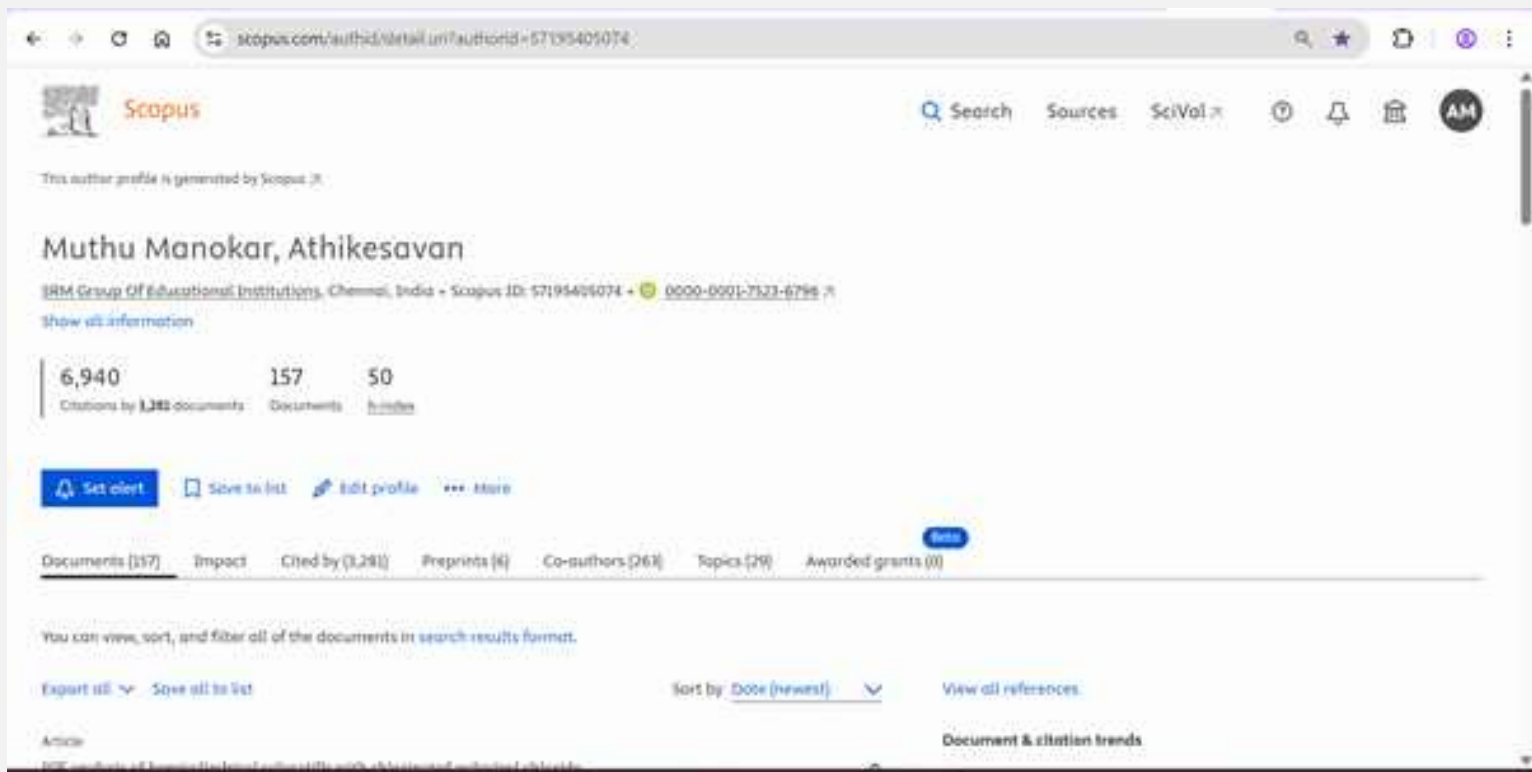 scopus.com/authid/detail.uri?authorId=57195405074
Scopus
Search Sources SciVal AM
This author profile is generated by Scopus
Muthu Manokar, Athikesavan
SRM Group Of Educational Institutions, Chennai, India • Scopus ID: 57195405074 • 0000-0001-7523-6796
Show all information
6,940 157 50
Citations by 3,281 documents Documents h-index
Set alert Save to list Edit profile More
Beta
Documents (157) Impact Cited by (3,281) Preprints (6) Co-authors (263) Topics (29) Awarded grants (0)
You can view, sort, and filter all of the documents in search results format.
Export all Save all to list Sort by Date (newest) View all references
Article Document & citation trends